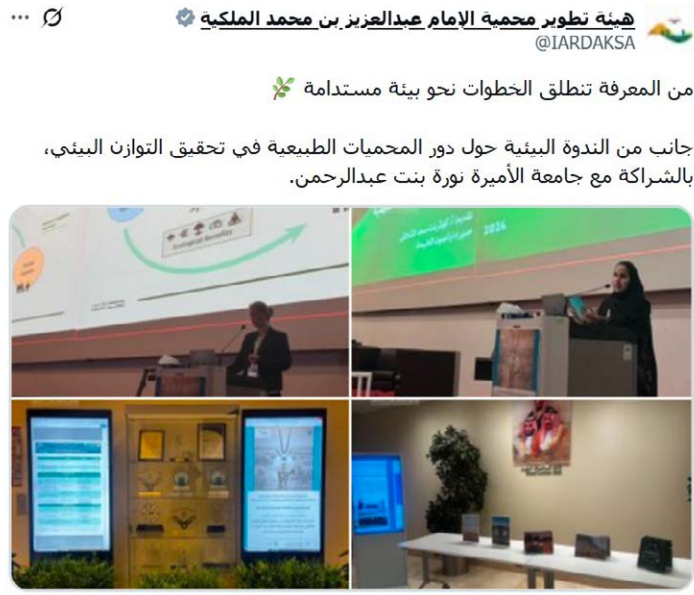 هيئة تطوير محمية الإمام عبدالعزيز بن محمد الملكية
@IARDAKSA
من المعرفة تنطلق الخطوات نحو بيئة مستدامة 🌿
جانب من الندوة البيئية حول دور المحميات الطبيعية في تحقيق التوازن البيئي،
بالشراكة مع جامعة الأميرة نورة بنت عبدالرحمن.
Ecological Benefits
2026